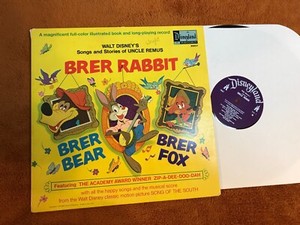 A magnificent full-color illustrated book and long-playing record
Disneyland
WALT DISNEY'S
Songs and Stories of UNCLE REMUS
BRER RABBIT
BRER
BEAR
BRER
FOX
Featuring THE ACADEMY AWARD WINNER ZIP-A-DEE-DOO-DAH
with all the happy songs and the music score
from the Walt Disney classic motion picture SONG OF THE SOUTH
Disneyland